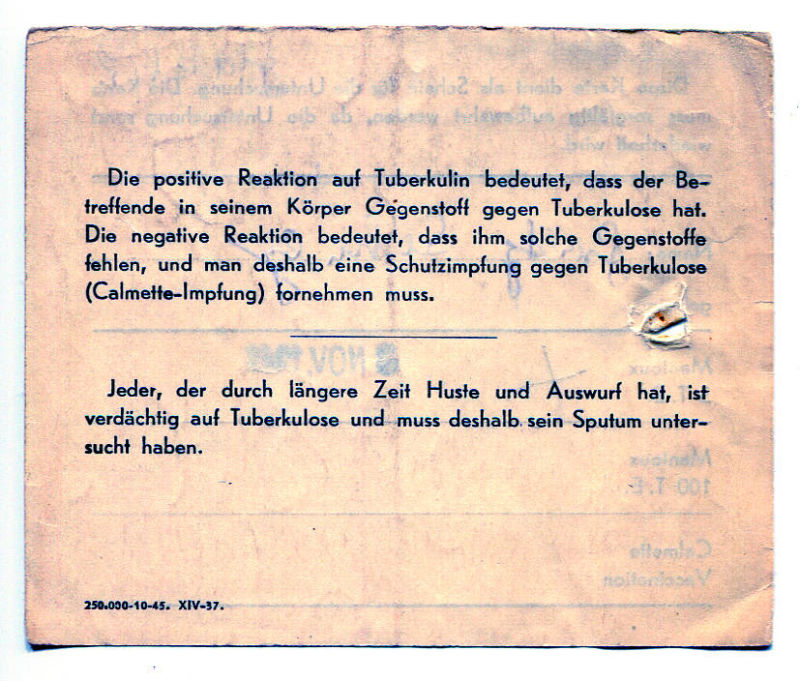 Die positive Reaktion auf Tuberkulin bedeutet, dass der Be-
treffende in seinem Körper Gegenstoff gegen Tuberkulose hat.
Die negative Reaktion bedeutet, dass ihm solche Gegenstoffe
fehlen, und man deshalb eine Schutzimpfung gegen Tuberkulose
(Calmette-Impfung) fornehmen muss.
Jeder, der durch längere Zeit Huste und Auswurf hat, ist
verdächtig auf Tuberkulose und muss deshalb sein Sputum unter-
sucht haben.
250.000-10-45. XIV-37.